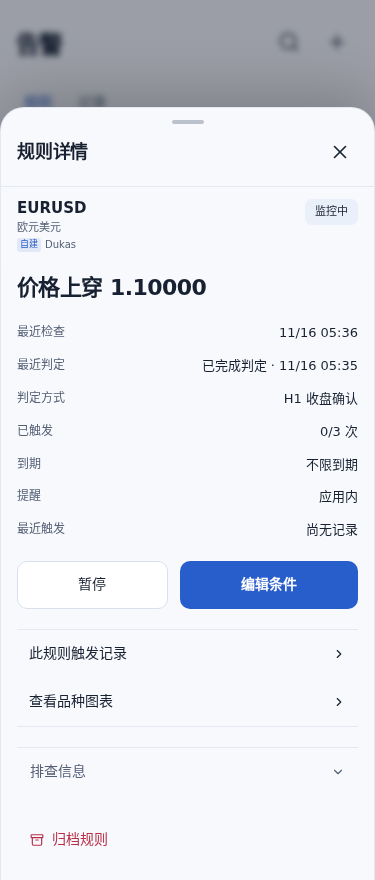 告警
规则详情
EURUSD
监控中
欧元美元
自建 Dukas
价格上穿 1.10000
最近检查 11/16 05:36
最近判定 已完成判定 · 11/16 05:35
判定方式 H1 收盘确认
已触发 0/3 次
到期 不限到期
提醒 应用内
最近触发 尚无记录
暂停 编辑条件
此规则触发记录
查看品种图表
排查信息
归档规则